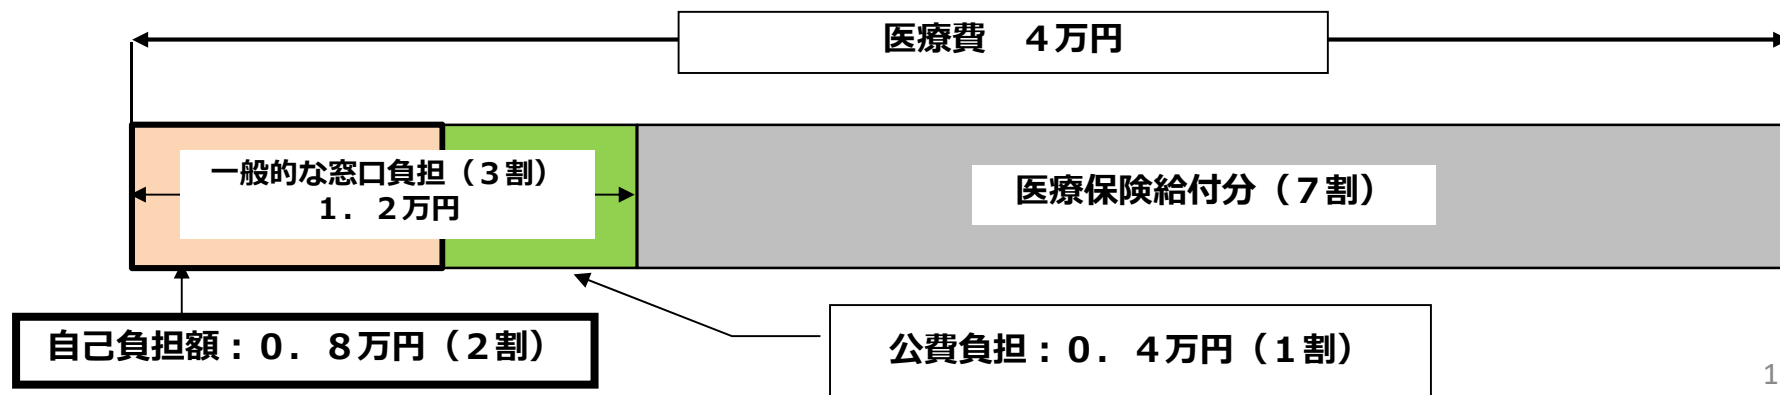 医療費　４万円
一般的な窓口負担（３割）
１．２万円
医療保険給付分（７割）
自己負担額：０．８万円（２割）
公費負担：０．４万円（１割）
1